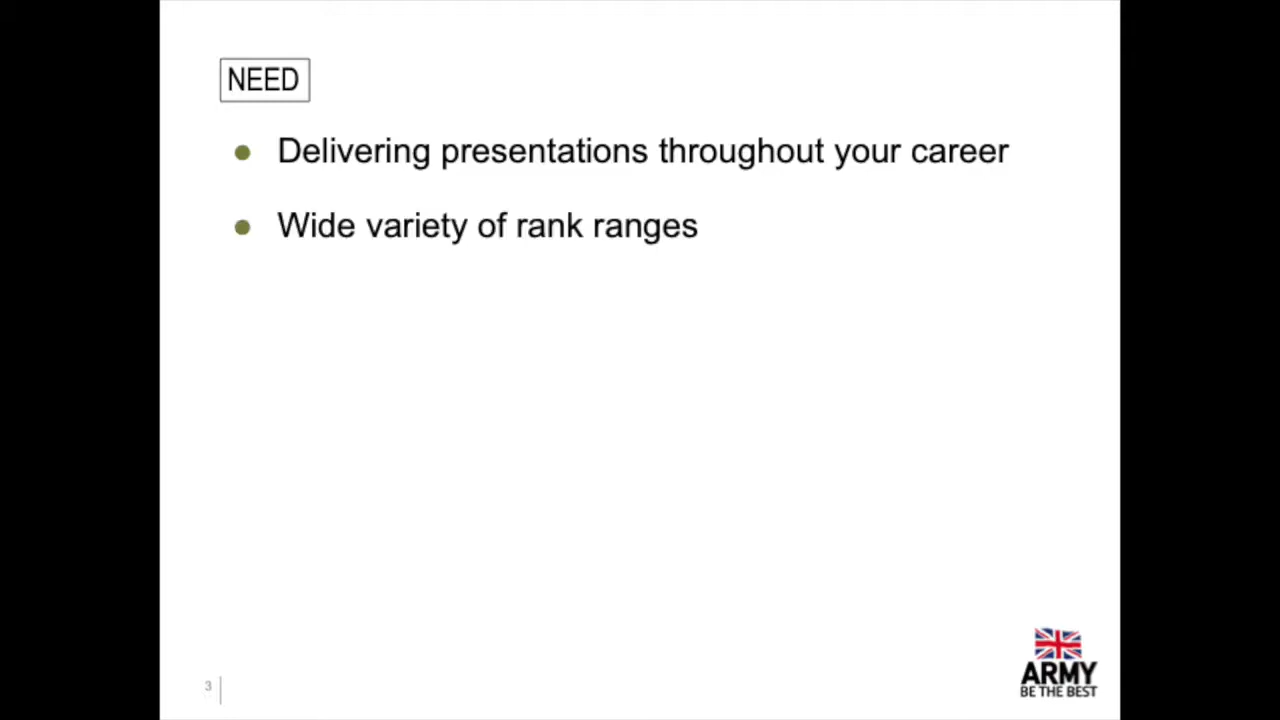 NEED
Delivering presentations throughout your career
Wide variety of rank ranges
3
ARMY
BE THE BEST